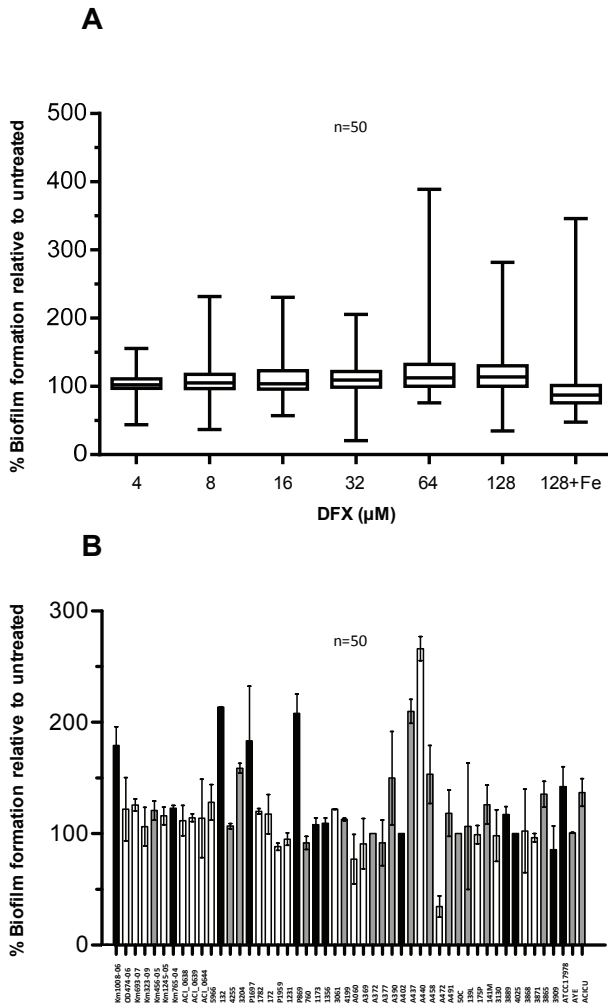 A
% Biofilm formation relative to untreated
500
400
300
200
100
0
n=50
4 8 16 32 64 128 128+Fe
DFX (µM)
B
% Biofilm formation relative to untreated
300
200
100
0
n=50
Km1008-06
OD474-06
Km693-07
Km323-09
Km456-05
Km1245-05
Km765-04
ACI_0638
ACI_0639
ACI_0644
5966
132
4255
3204
P1697
1782
172
P1959
1231
P869
760
1173
1356
3061
4199
A060
A369
A372
A377
A390
A402
A437
A440
A458
A472
A491
50C
139L
175P
141M
3130
3889
4025
3868
3871
3865
3909
ATCC17978
AYE
ACICU